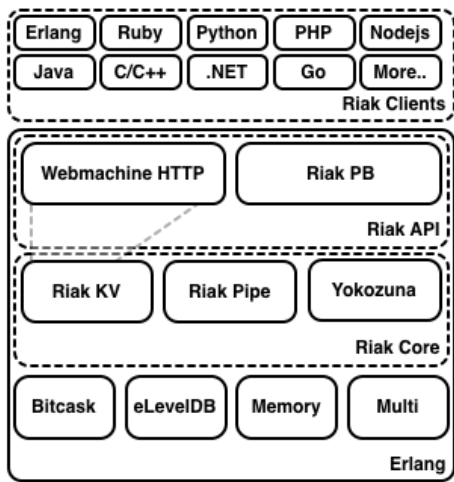 Erlang Ruby Python PHP Nodejs
Java C/C++ .NET Go More..
Riak Clients
Webmachine HTTP Riak PB
Riak API
Riak KV Riak Pipe Yokozuna
Riak Core
Bitcask eLevelDB Memory Multi
Erlang